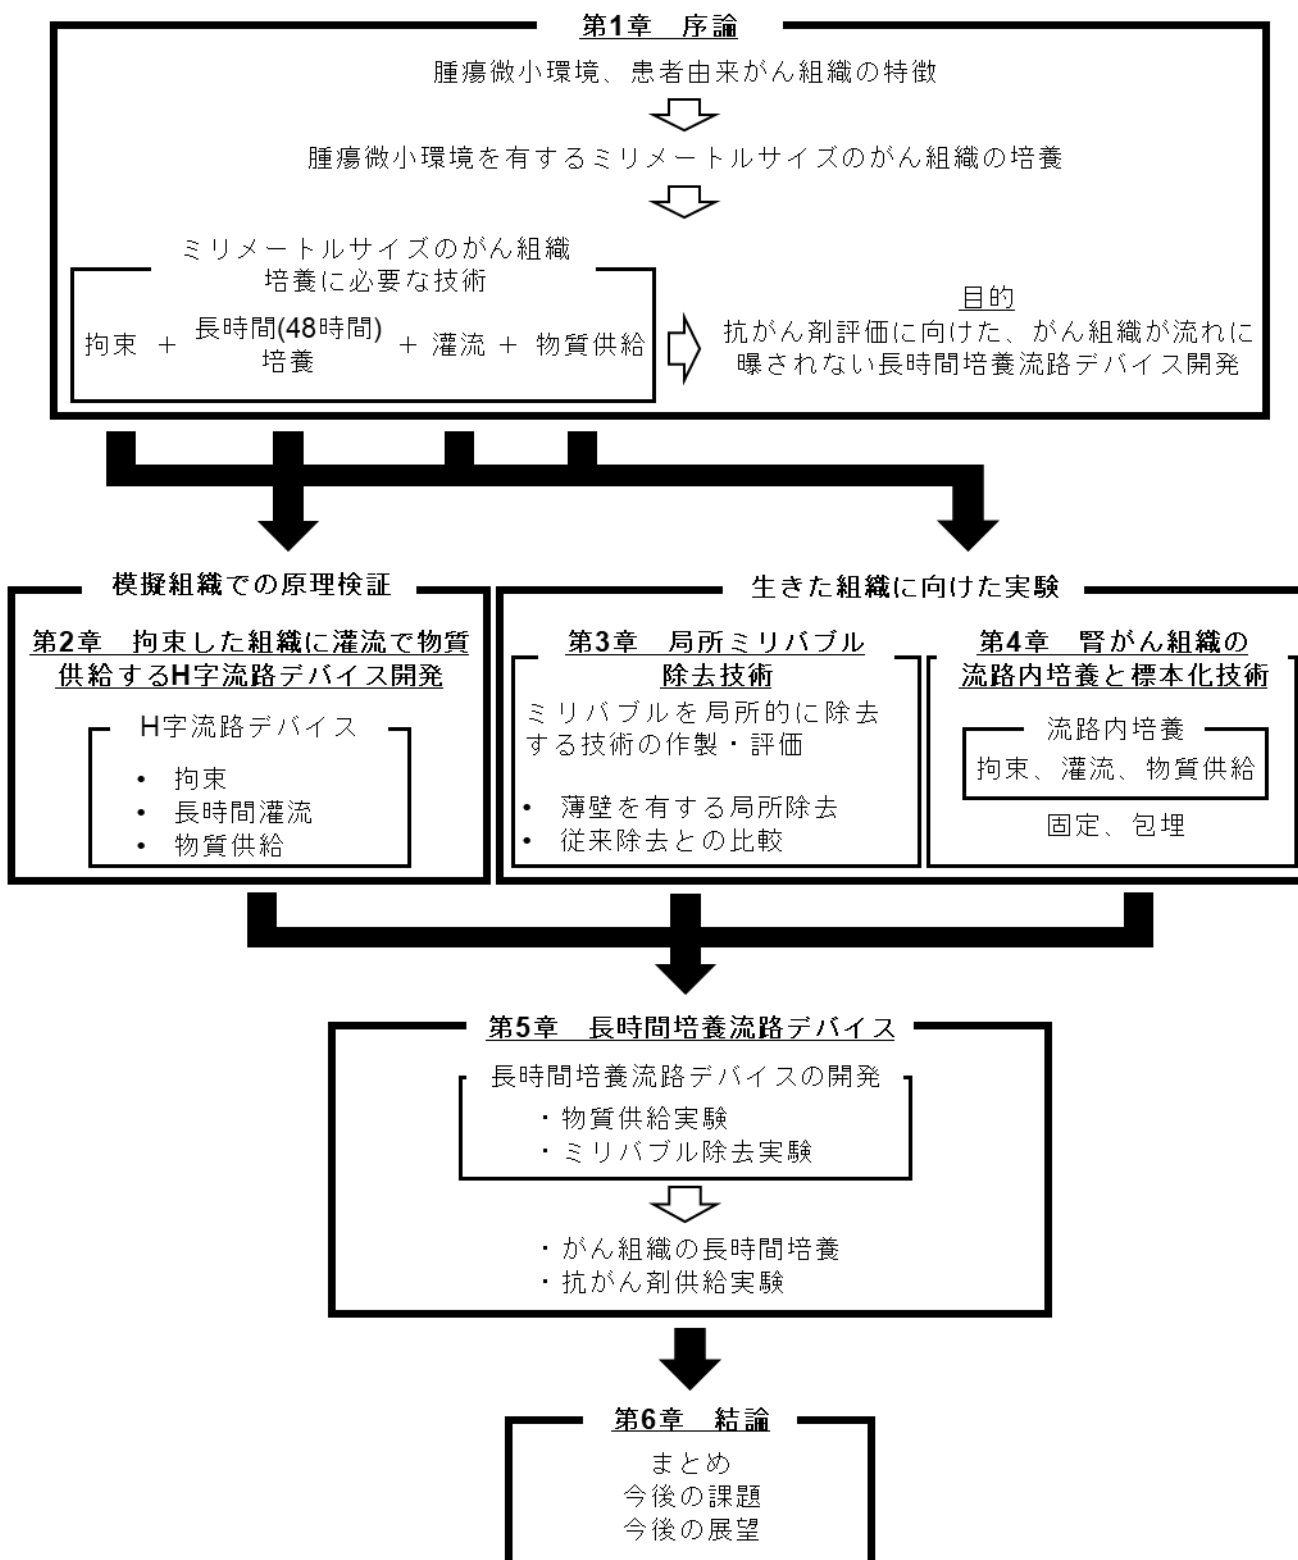 第1章　序論
腫瘍微小環境、患者由来がん組織の特徴
腫瘍微小環境を有するミリメートルサイズのがん組織の培養
ミリメートルサイズのがん組織
培養に必要な技術
拘束 + 長時間(48時間)
培養
+ 灌流 + 物質供給
目的
抗がん剤評価に向けた、がん組織が流れに
曝されない長時間培養流路デバイス開発
模擬組織での原理検証
第2章　拘束した組織に灌流で物質
供給するH字流路デバイス開発
H字流路デバイス
• 拘束
• 長時間灌流
• 物質供給
生きた組織に向けた実験
第3章　局所ミリバブル
除去技術
ミリバブルを局所的に除去
する技術の作製・評価
• 薄壁を有する局所除去
• 従来除去との比較
第4章　腎がん組織の
流路内培養と標本化技術
流路内培養
拘束、灌流、物質供給
固定、包埋
第5章　長時間培養流路デバイス
長時間培養流路デバイスの開発
・物質供給実験
・ミリバブル除去実験
・がん組織の長時間培養
・抗がん剤供給実験
第6章　結論
まとめ
今後の課題
今後の展望